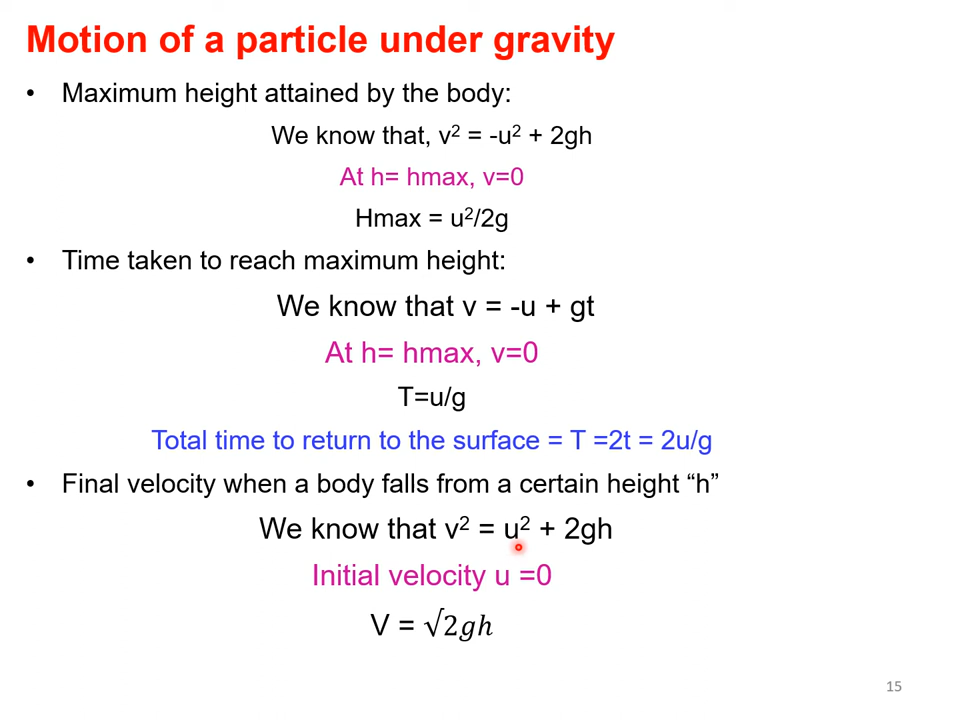 Motion of a particle under gravity
• Maximum height attained by the body:
We know that, v² = -u² + 2gh
At h= hmax, v=0
Hmax = u²/2g
• Time taken to reach maximum height:
We know that v = -u + gt
At h= hmax, v=0
T=u/g
Total time to return to the surface = T =2t = 2u/g
• Final velocity when a body falls from a certain height “h”
We know that v² = u² + 2gh
Initial velocity u =0
V = √2𝑔ℎ
15